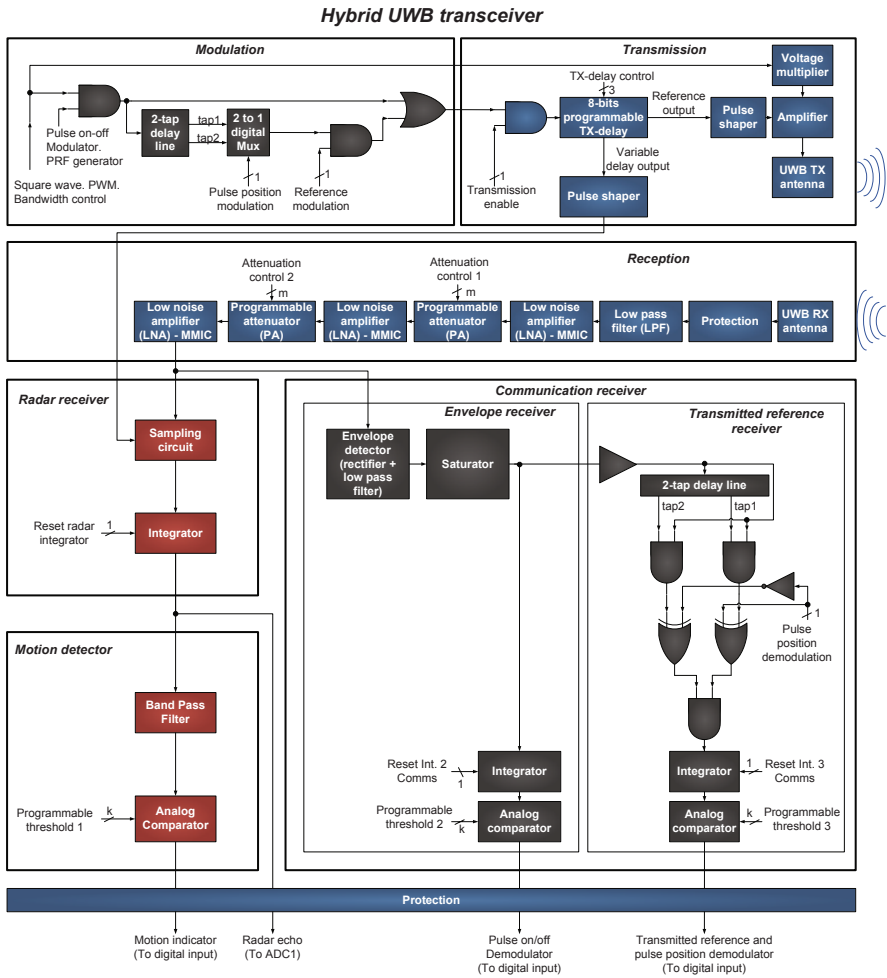 Hybrid UWB transceiver
Modulation
2-tap
delay
line
tap1
tap2
2 to 1
digital
Mux
Pulse on-off
Modulator.
PRF generator
Square wave. PWM.
Bandwidth control
1
Pulse position
modulation
1
Reference
modulation
Transmission
TX-delay control
3
8-bits
programmable
TX-delay
Reference
output
Pulse
shaper
Voltage
multiplier
Amplifier
UWB TX
antenna
1
Transmission
enable
Variable
delay output
Pulse shaper
Reception
Attenuation
control 2
m
Attenuation
control 1
m
Low noise
amplifier
(LNA) - MMIC
Programmable
attenuator
(PA)
Low noise
amplifier
(LNA) - MMIC
Programmable
attenuator
(PA)
Low noise
amplifier
(LNA) - MMIC
Low pass
filter (LPF)
Protection
UWB RX
antenna
Radar receiver
Sampling
circuit
Reset radar
integrator
1
Integrator
Motion detector
Band Pass
Filter
Programmable
threshold 1
k
Analog
Comparator
Communication receiver
Envelope receiver
Envelope
detector
(rectifier +
low pass
filter)
Saturator
Reset Int. 2
Comms
1
Integrator
Programmable
threshold 2
k
Analog
comparator
Transmitted reference
receiver
2-tap delay line
tap2
tap1
1
Pulse
position
demodulation
Integrator
1
Reset Int. 3
Comms
Analog
comparator
k
Programmable
threshold 3
Protection
Motion indicator
(To digital input)
Radar echo
(To ADC1)
Pulse on/off
Demodulator
(To digital input)
Transmitted reference and
pulse position demodulator
(To digital input)